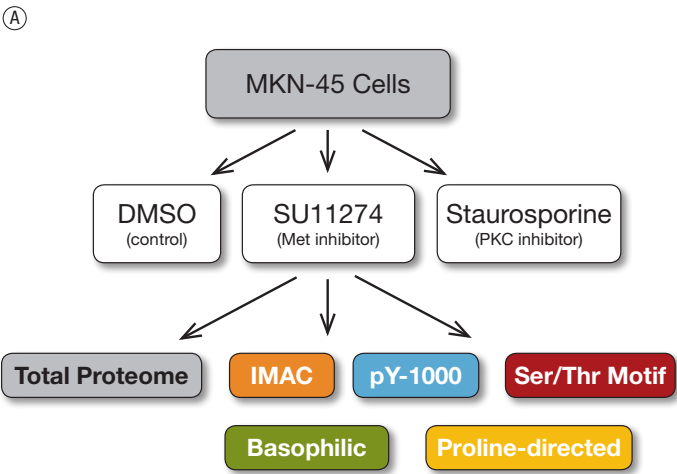 Ⓐ
MKN-45 Cells
DMSO
(control)
SU11274
(Met inhibitor)
Staurosporine
(PKC inhibitor)
Total Proteome
IMAC
pY-1000
Ser/Thr Motif
Basophilic
Proline-directed